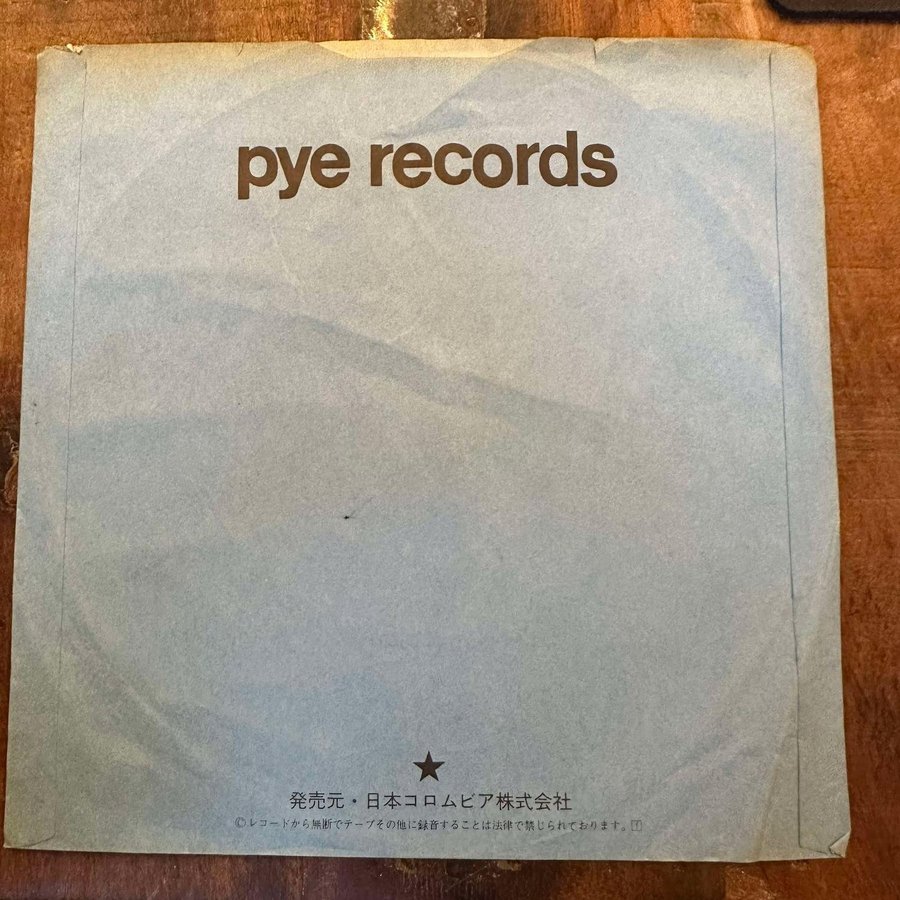 pye records
★
発売元・日本コロムビア株式会社
Ⓒレコードから無断でテープその他に録音することは法律で禁じられております。